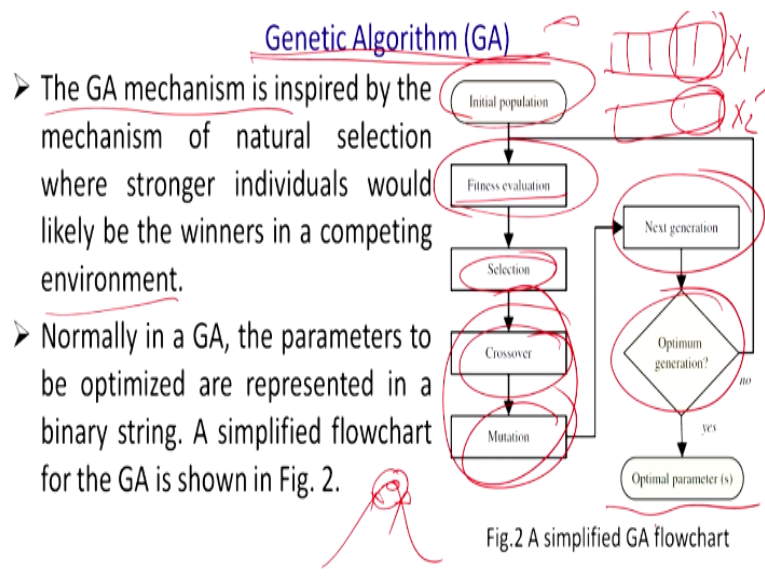 Genetic Algorithm (GA)
➢ The GA mechanism is inspired by the
mechanism of natural selection
where stronger individuals would
likely be the winners in a competing
environment.
➢ Normally in a GA, the parameters to
be optimized are represented in a
binary string. A simplified flowchart
for the GA is shown in Fig. 2.
Initial population
Fitness evaluation
Selection
Crossover
Mutation
Next generation
Optimum
generation?
no
yes
Optimal parameter (s)
Fig.2 A simplified GA flowchart
X1
X2